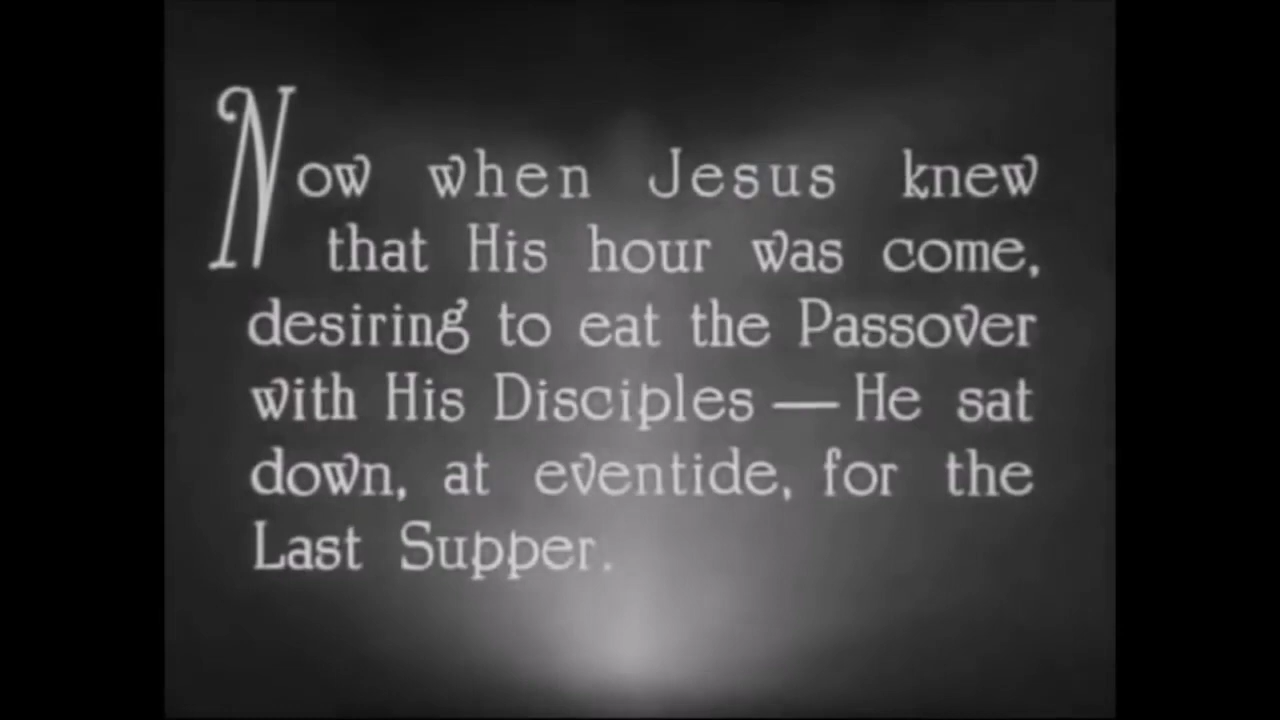 Now when Jesus knew
that His hour was come,
desiring to eat the Passover
with His Disciples — He sat
down, at eventide, for the
Last Supper.